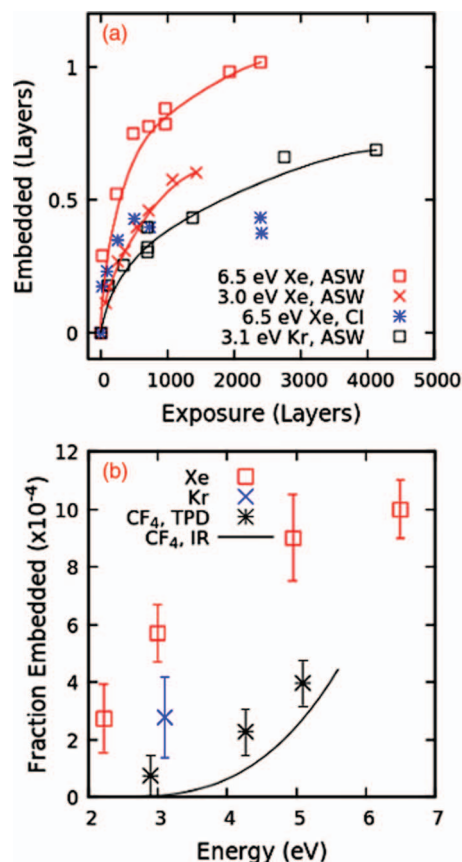 (a)
1
0.5
0
Embedded (Layers)
6.5 eV Xe, ASW
3.0 eV Xe, ASW
6.5 eV Xe, CI
3.1 eV Kr, ASW
0 1000 2000 3000 4000 5000
Exposure (Layers)
(b)
12
10
8
6
4
2
0
Fraction Embedded (x10-4)
Xe
Kr
CF4, TPD
CF4, IR
2 3 4 5 6 7
Energy (eV)